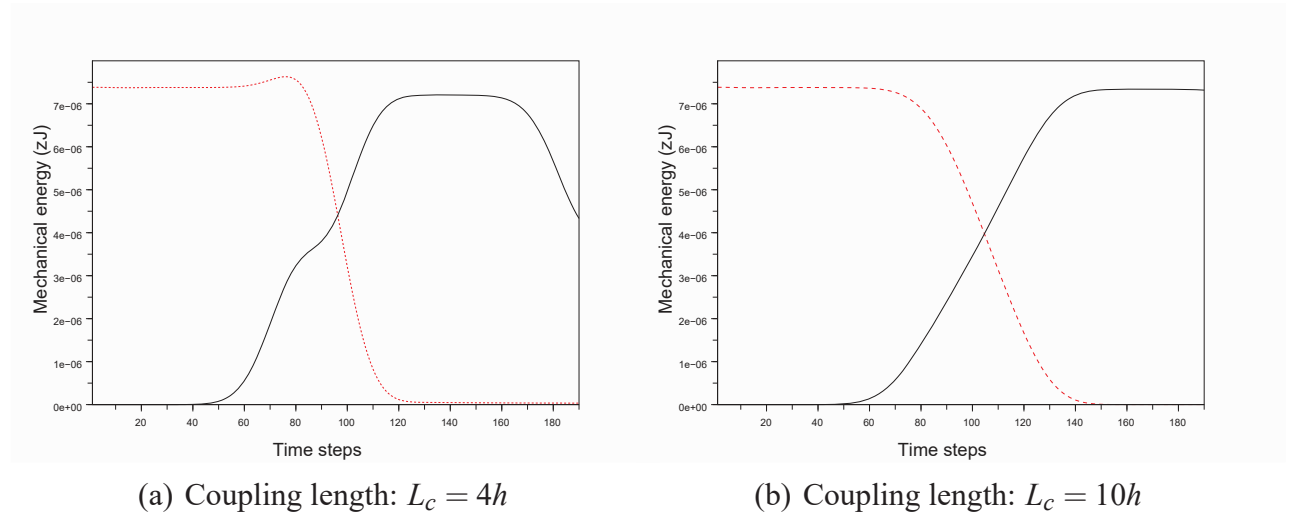 Mechanical energy (zJ)
7e−06
6e−06
5e−06
4e−06
3e−06
2e−06
1e−06
0e+00
20 40 60 80 100 120 140 160 180
Time steps
(a) Coupling length: L_c = 4h
Mechanical energy (zJ)
7e−06
6e−06
5e−06
4e−06
3e−06
2e−06
1e−06
0e+00
20 40 60 80 100 120 140 160 180
Time steps
(b) Coupling length: L_c = 10h